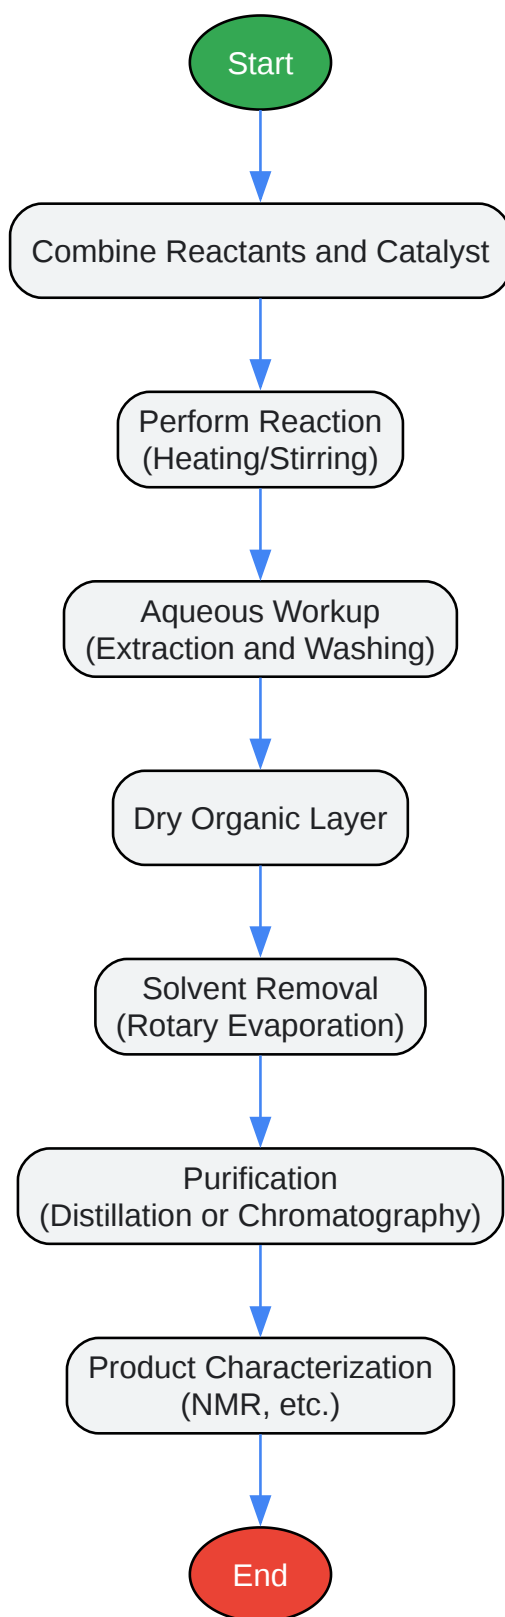 Start
Combine Reactants and Catalyst
Perform Reaction
(Heating/Stirring)
Aqueous Workup
(Extraction and Washing)
Dry Organic Layer
Solvent Removal
(Rotary Evaporation)
Purification
(Distillation or Chromatography)
Product Characterization
(NMR, etc.)
End